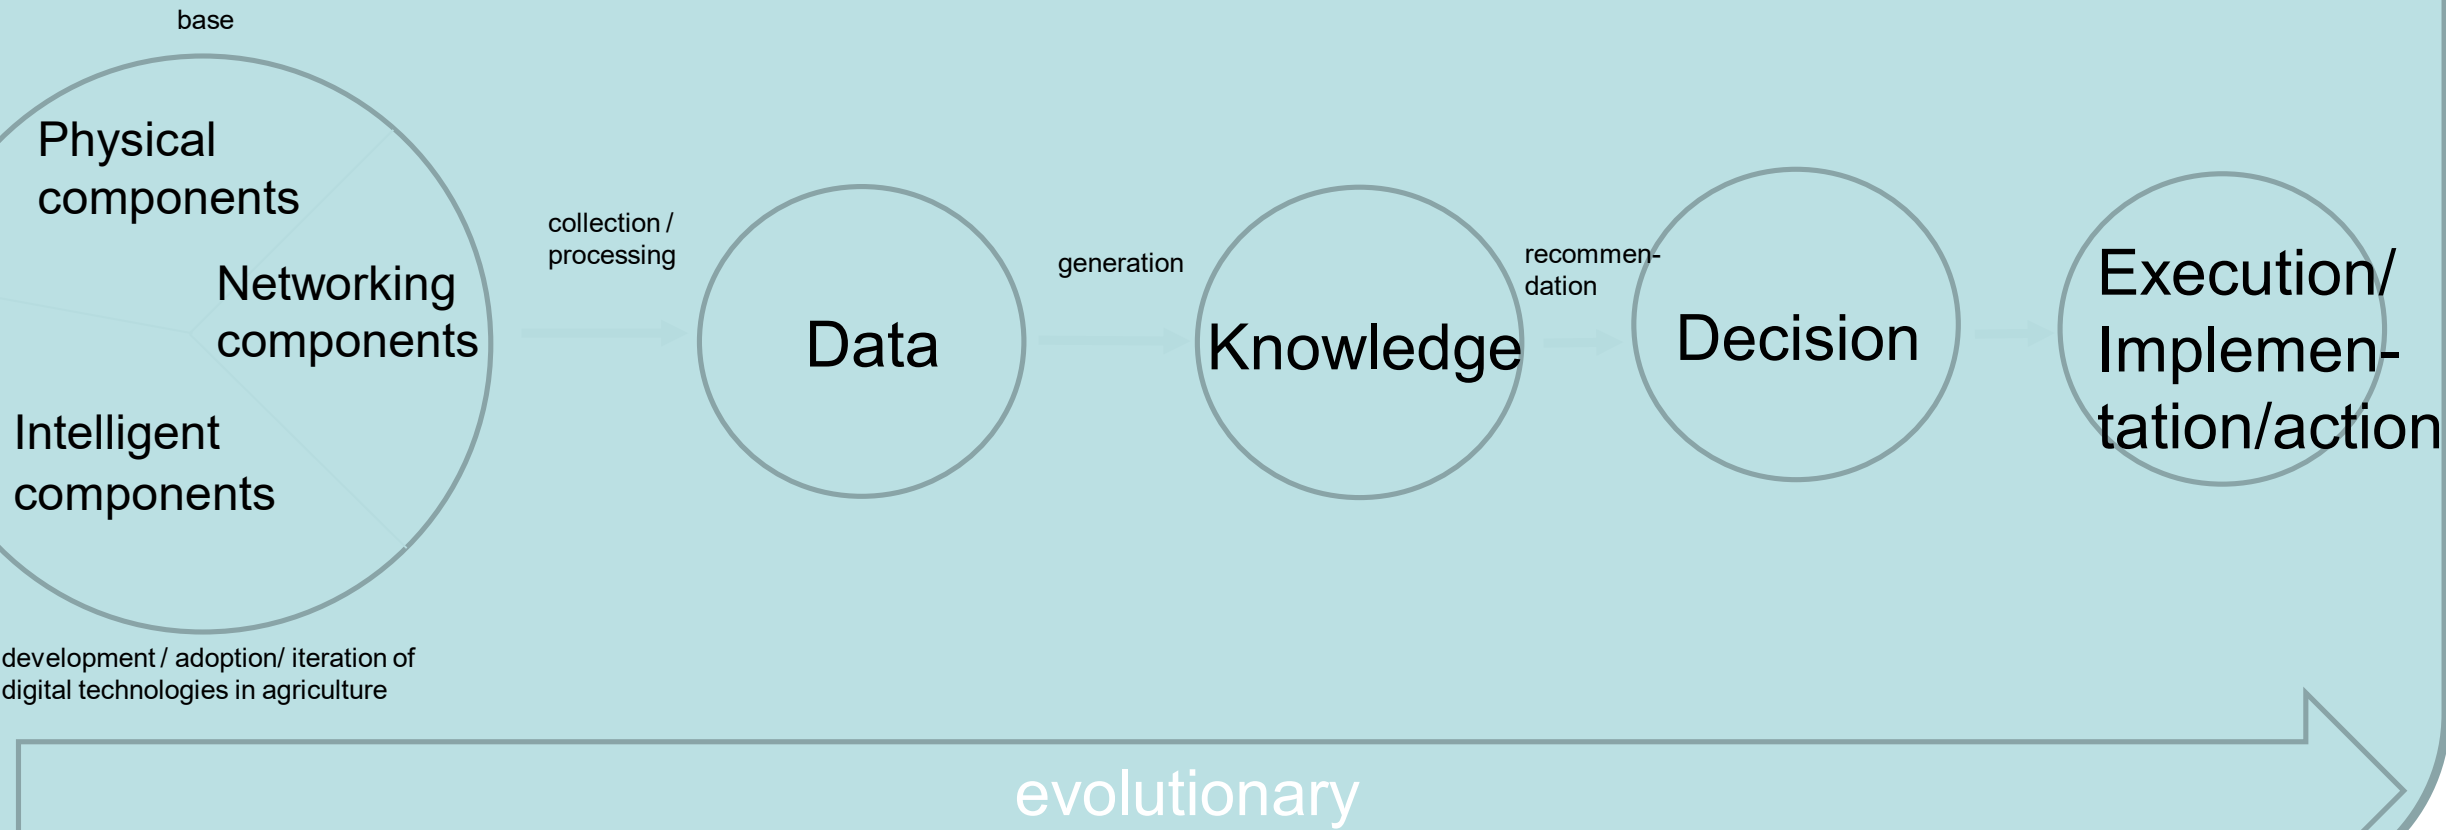 base
Physical
components
Networking
components
Intelligent
components
development / adoption/ iteration of
digital technologies in agriculture
collection /
processing
Data
generation
Knowledge
recommen-
dation
Decision
Execution/
Implemen-
tation/action
evolutionary